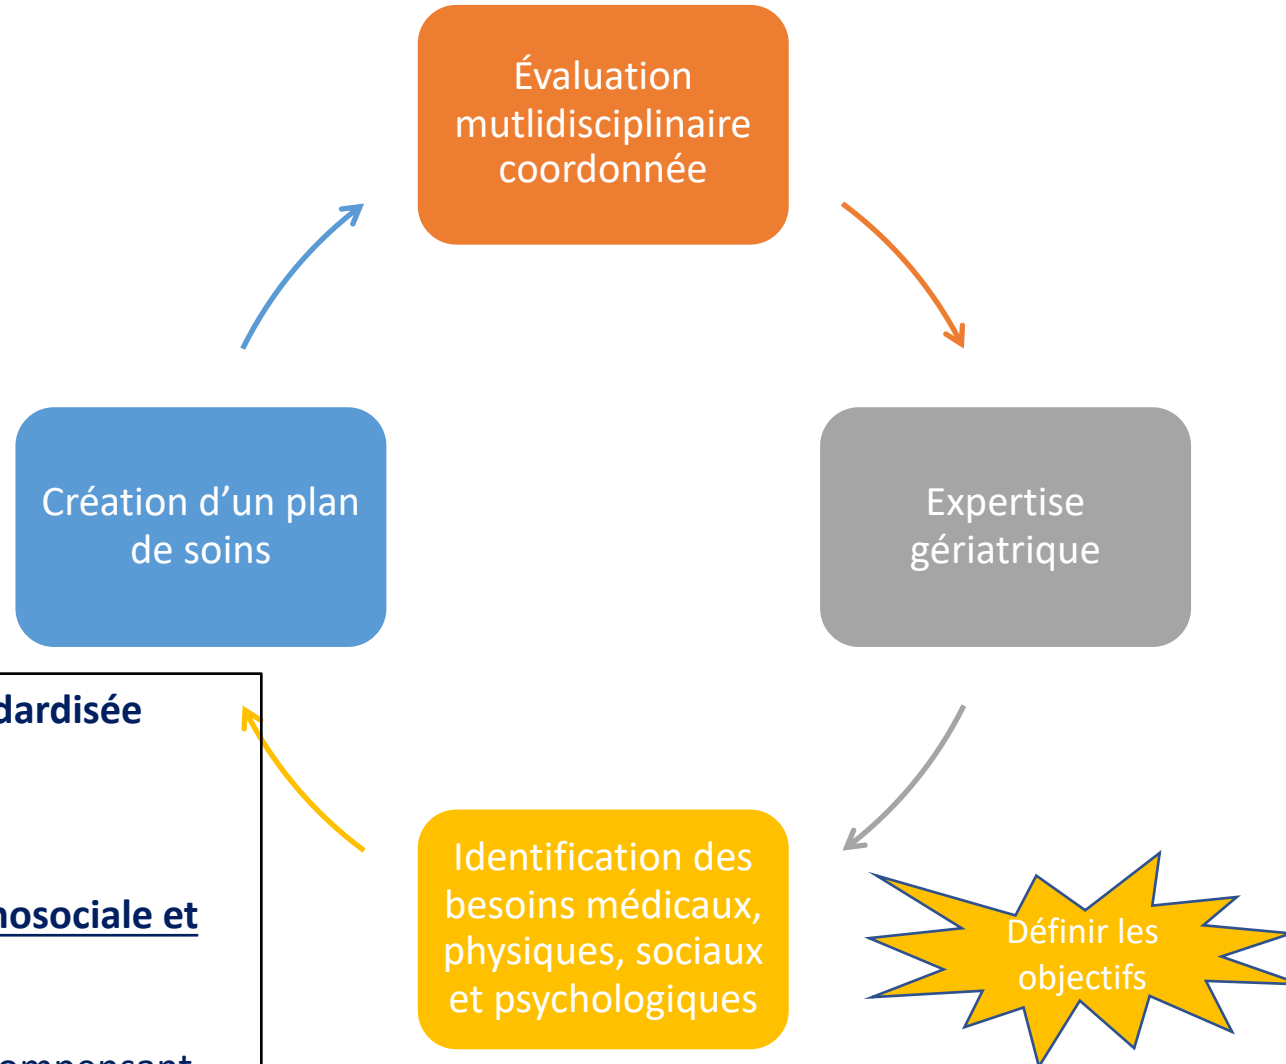 Évaluation
mutlidisciplinaire
coordonnée
Expertise
gériatrique
Identification des
besoins médicaux,
physiques, sociaux
et psychologiques
Définir les
objectifs
Création d’un plan
de soins
dardisée
nosociale et
ompensant